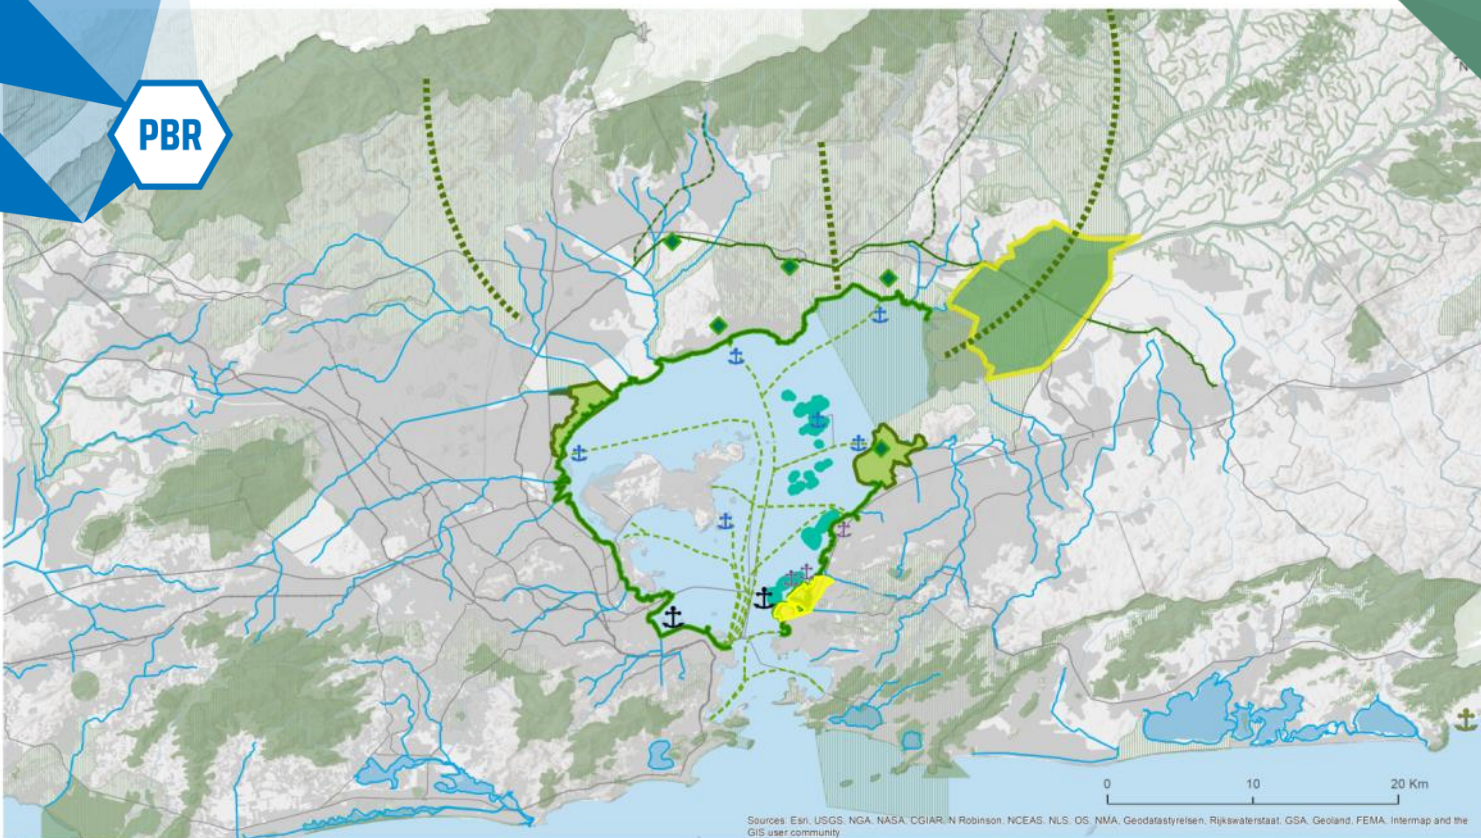 PBR
N
0 10 20 Km
Sources: Esri, USGS, NGA, NASA, CGIAR, N Robinson, NCEAS, NLS, OS, NMA, Geodatastyrelsen, Rijkswaterstaat, GSA, Geoland, FEMA, Intermap and the
GIS user community